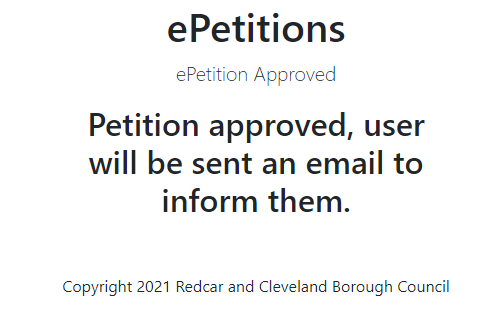 ePetitions
ePetition Approved
Petition approved, user
will be sent an email to
inform them.
Copyright 2021 Redcar and Cleveland Borough Council